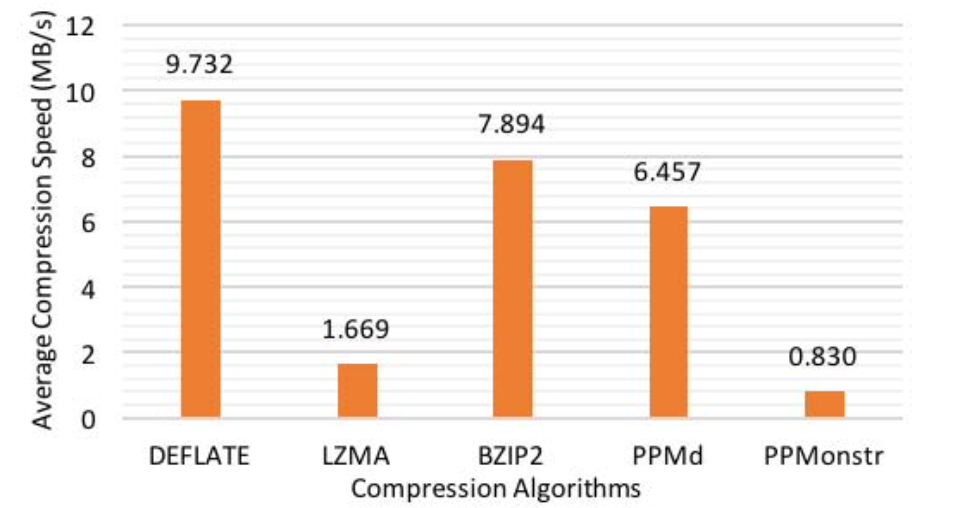 Average Compression Speed (MB/s)
12
10
8
6
4
2
0
9.732
1.669
7.894
6.457
0.830
DEFLATE
LZMA
BZIP2
PPMd
PPMonstr
Compression Algorithms